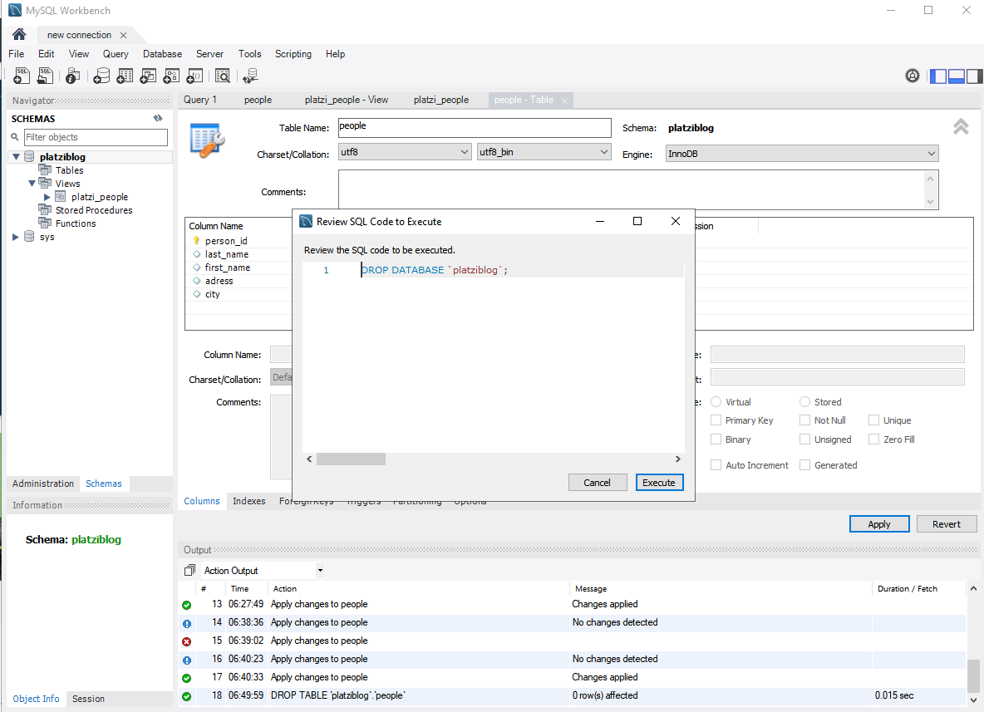 MySQL Workbench
new connection
File Edit View Query Database Server Tools Scripting Help
Navigator
SCHEMAS
Filter objects
platziblog
Tables
Views
platzi_people
Stored Procedures
Functions
sys
Administration Schemas
Information
Schema: platziblog
Object Info Session
Query 1 people platzi_people - View platzi_people people - Table
Table Name: people Schema: platziblog
Charset/Collation: utf8 utf8_bin Engine: InnoDB
Comments:
Column Name ssion
person_id
last_name
first_name
adress
city
Column Name: e:
Charset/Collation: Defa t:
Comments: e: Virtual Stored
Primary Key Not Null Unique
Binary Unsigned Zero Fill
Auto Increment Generated
Review SQL Code to Execute
Review the SQL code to be executed.
1 DROP DATABASE `platziblog`;
Cancel Execute
Columns Indexes Foreign Keys Triggers Partitioning Options
Apply Revert
Output
Action Output
# Time Action Message Duration / Fetch
13 06:27:49 Apply changes to people Changes applied
14 06:38:36 Apply changes to people No changes detected
15 06:39:02 Apply changes to people
16 06:40:23 Apply changes to people No changes detected
17 06:40:33 Apply changes to people Changes applied
18 06:49:59 DROP TABLE `platziblog`.`people` 0 row(s) affected 0.015 sec